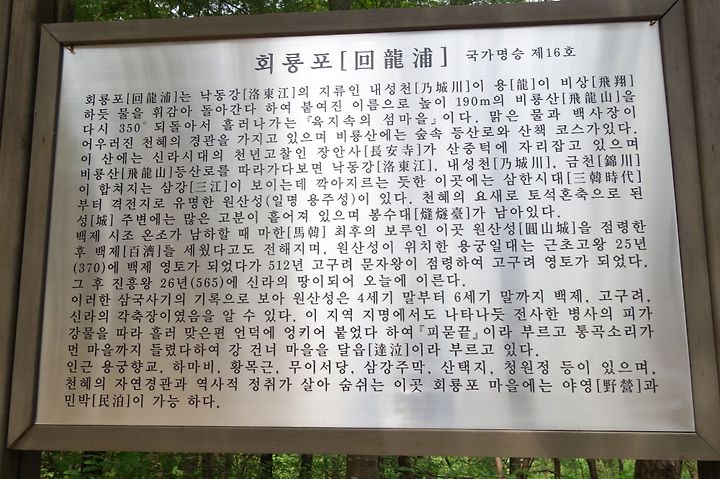 회룡포[回龍浦] 국가명승 제16호
회룡포[回龍浦]는 낙동강[洛東江]의 지류인 내성천[乃城川]이 용[龍]이 비상[飛翔]
하듯 물을 휘감아 돌아간다 하여 붙여진 이름으로 높이 190m의 비룡산[飛龍山]을
다시 350° 되돌아서 흘러나가는 『육지속의 섬마을』이다. 맑은 물과 백사장이
어우러진 천혜의 경관을 가지고 있으며 비룡산에는 숲속 등산로와 산책 코스가있다.
이 산에는 신라시대의 천년고찰인 장안사[長安寺]가 산중턱에 자리잡고 있으며
비룡산[飛龍山]등산로를 따라가다보면 낙동강[洛東江], 내성천[乃城川], 금천[錦川]
이 합쳐지는 삼강[三江]이 보이는데 깍아지르는 듯한 이곳에는 삼한시대[三韓時代]
부터 격전지로 유명한 원산성(일명 용주성)이 있다. 천혜의 요새로 토석혼축으로 된
성[城] 주변에는 많은 고분이 흩어져 있으며 봉수대[燧燧臺]가 남아있다.
백제 시조 온조가 남하할 때 마한[馬韓] 최후의 보루인 이곳 원산성[圓山城]을 점령한
후 백제[百濟]를 세웠다고도 전해지며, 원산성이 위치한 용궁일대는 근초고왕 25년
(370)에 백제 영토가 되었다가 512년 고구려 문자왕이 점령하여 고구려 영토가 되었다.
그 후 진흥왕 26년(565)에 신라의 땅이되어 오늘에 이른다.
이러한 삼국사기의 기록으로 보아 원산성은 4세기 말부터 6세기 말까지 백제, 고구려,
신라의 각축장이였음을 알 수 있다. 이 지역 지명에서도 나타나듯 전사한 병사의 피가
강물을 따라 흘러 맞은편 언덕에 엉키어 붙었다 하여『피문끝』이라 부르고 통곡소리가
먼 마을까지 들렸다하여 강 건너 마을을 달읍[達泣]이라 부르고 있다.
인근 용궁향교, 하마비, 황목근, 무이서당, 삼강주막, 산택지, 청원정 등이 있으며,
천혜의 자연경관과 역사적 정취가 살아 숨쉬는 이곳 회룡포 마을에는 야영[野營]과
민박[民泊]이 가능 하다.